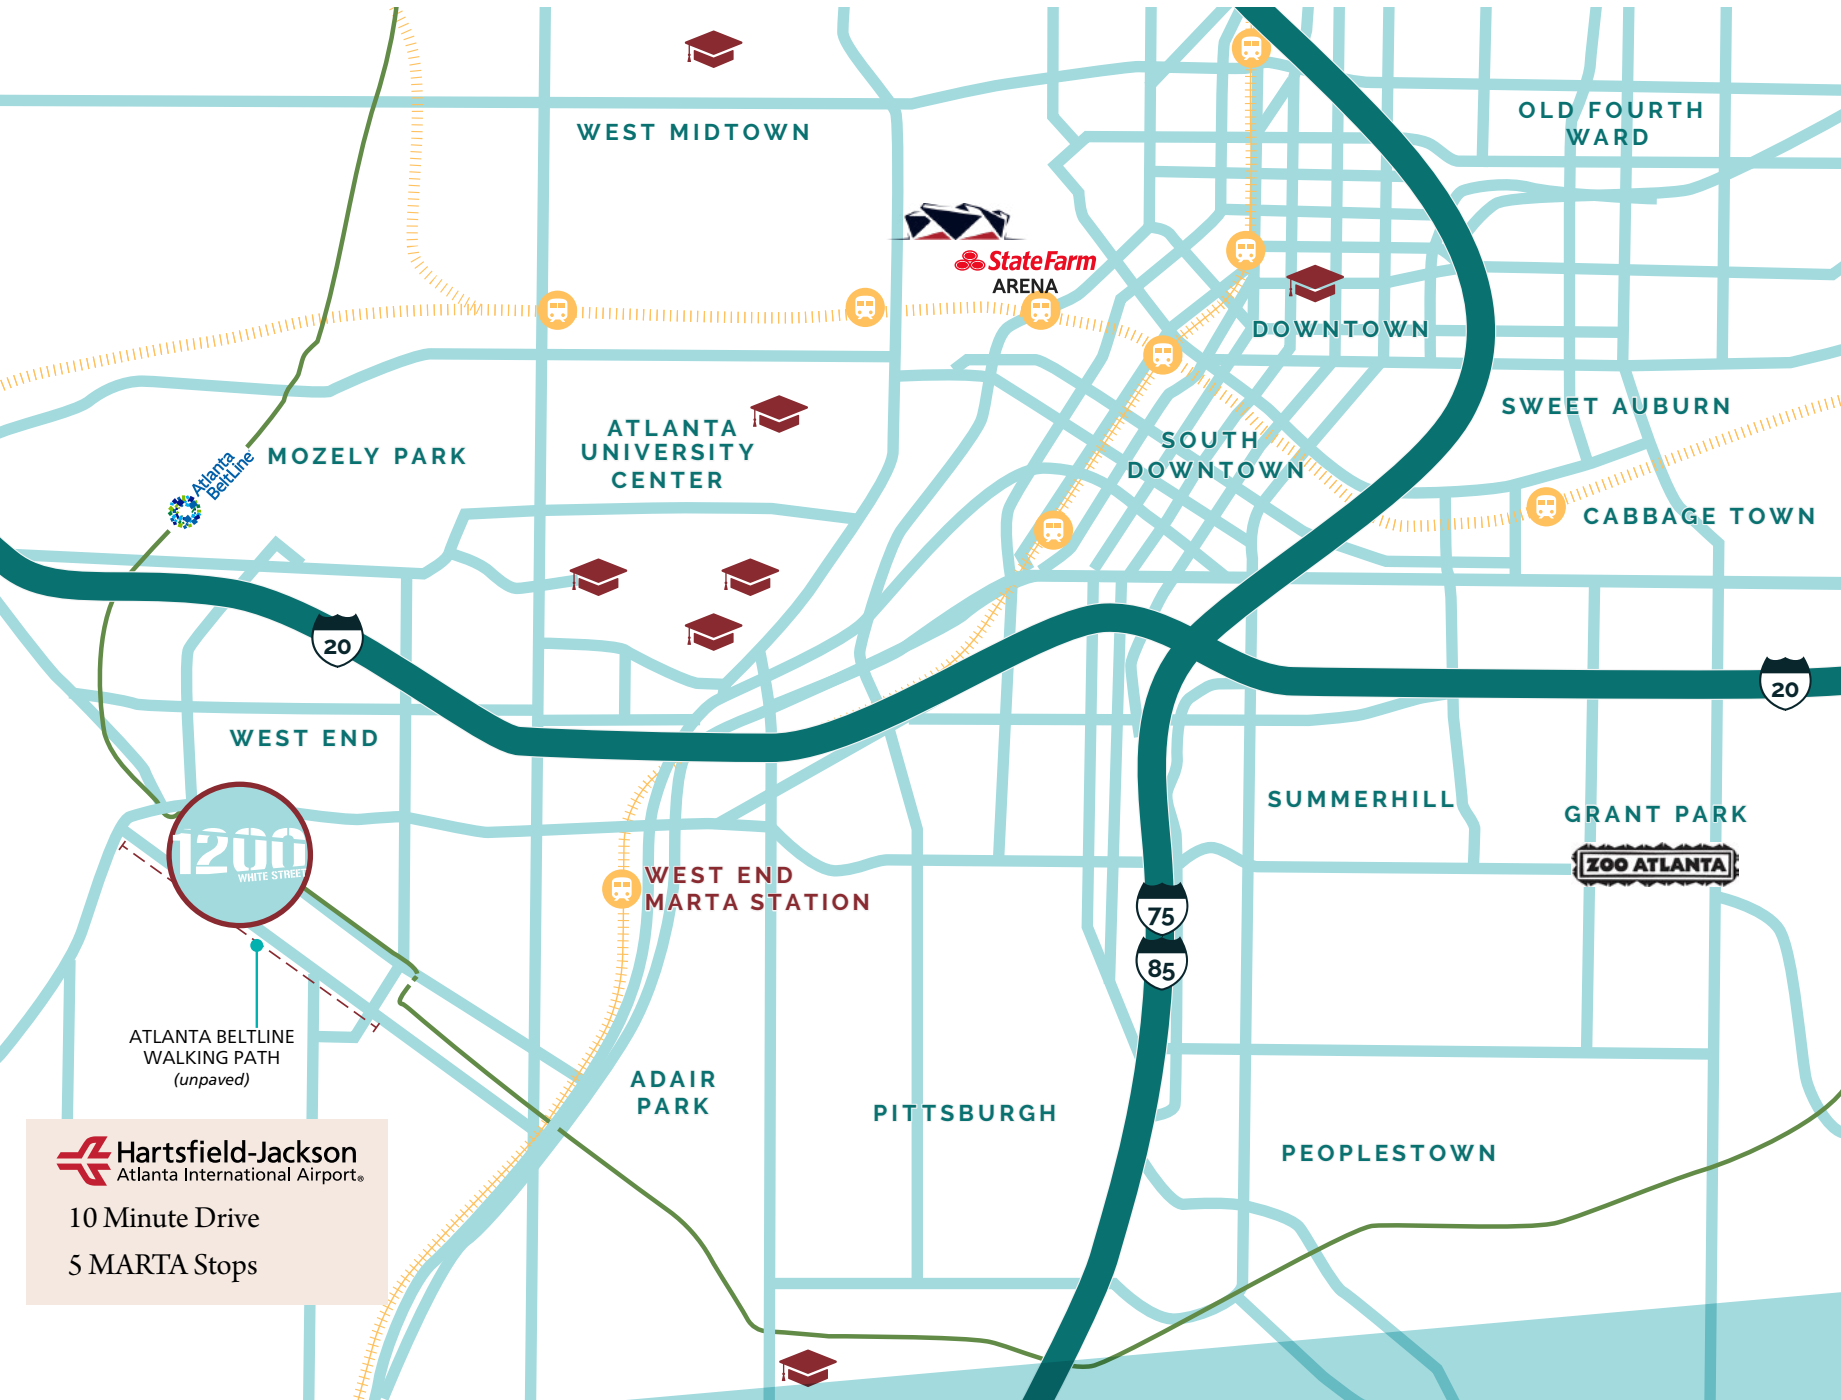 WEST MIDTOWN
OLD FOURTH
WARD
StateFarm
ARENA
DOWNTOWN
SWEET AUBURN
ATLANTA
UNIVERSITY
CENTER
SOUTH
DOWNTOWN
MOZELY PARK
Atlanta
BeltLine
CABBAGE TOWN
20
20
WEST END
SUMMERHILL
GRANT PARK
ZOO ATLANTA
1200
WHITE STREET
WEST END
MARTA STATION
75
85
ATLANTA BELTLINE
WALKING PATH
(unpaved)
ADAIR
PARK
PITTSBURGH
PEOPLESTOWN
Hartsfield-Jackson
Atlanta International Airport®
10 Minute Drive
5 MARTA Stops